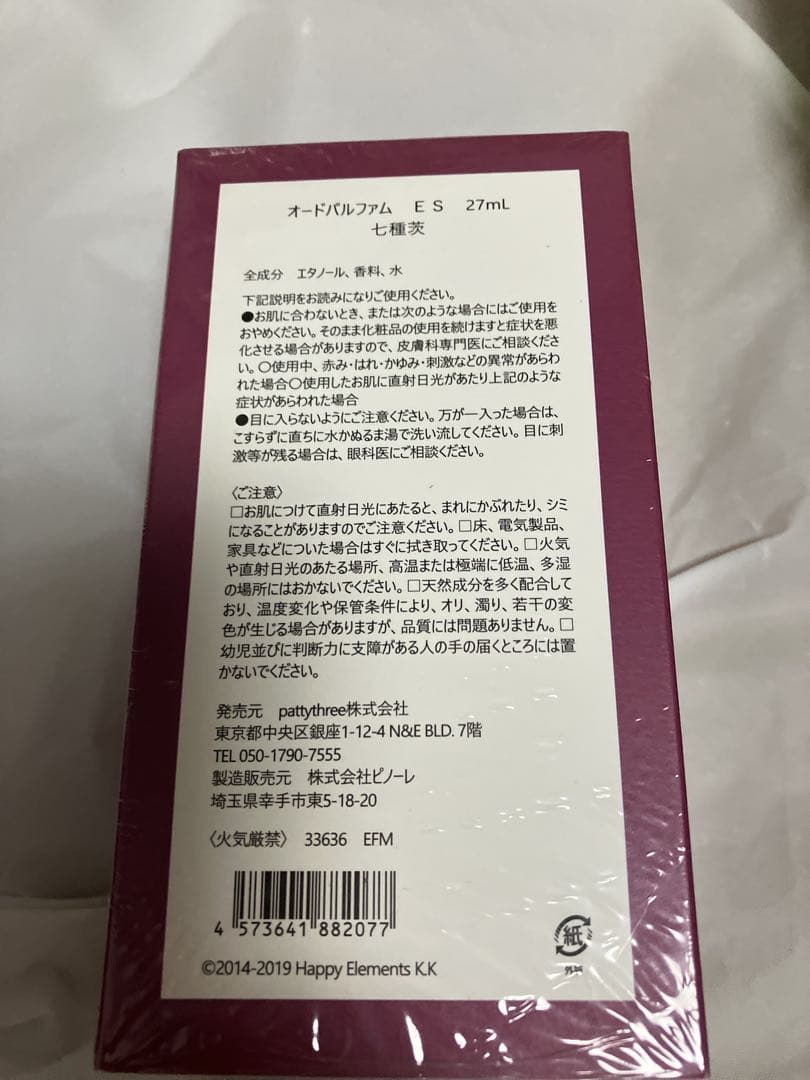 オードパルファム　ＥＳ　27mL
七種茨
全成分　エタノール、香料、水
下記説明をお読みになりご使用ください。
●お肌に合わないとき、または次のような場合にはご使用を
おやめください。そのまま化粧品の使用を続けますと症状を悪
化させる場合がありますので、皮膚科専門医にご相談くださ
い。〇使用中、赤み・はれ・かゆみ・刺激などの異常があらわ
れた場合〇使用したお肌に直射日光があたり上記のような
症状があらわれた場合
●目に入らないようにご注意ください。万が一入った場合は、
こすらずに直ちに水かぬるま湯で洗い流してください。目に刺
激等が残る場合は、眼科医にご相談ください。
〈ご注意〉
□お肌につけて直射日光にあたると、まれにかぶれたり、シミ
になることがありますのでご注意ください。□床、電気製品、
家具などについた場合はすぐに拭き取ってください。□火気
や直射日光のあたる場所、高温または極端に低温、多湿
の場所にはおかないでください。□天然成分を多く配合して
おり、温度変化や保管条件により、オリ、濁り、若干の変
色が生じる場合がありますが、品質には問題ありません。□
幼児並びに判断力に支障がある人の手の届くところには置
かないでください。
発売元　pattythree株式会社
東京都中央区銀座1-12-4 N&E BLD. 7階
TEL 050-1790-7555
製造販売元　株式会社ピノーレ
埼玉県幸手市東5-18-20
〈火気厳禁〉　33636　EFM
4 573641 882077
紙
外箱
©2014-2019 Happy Elements K.K